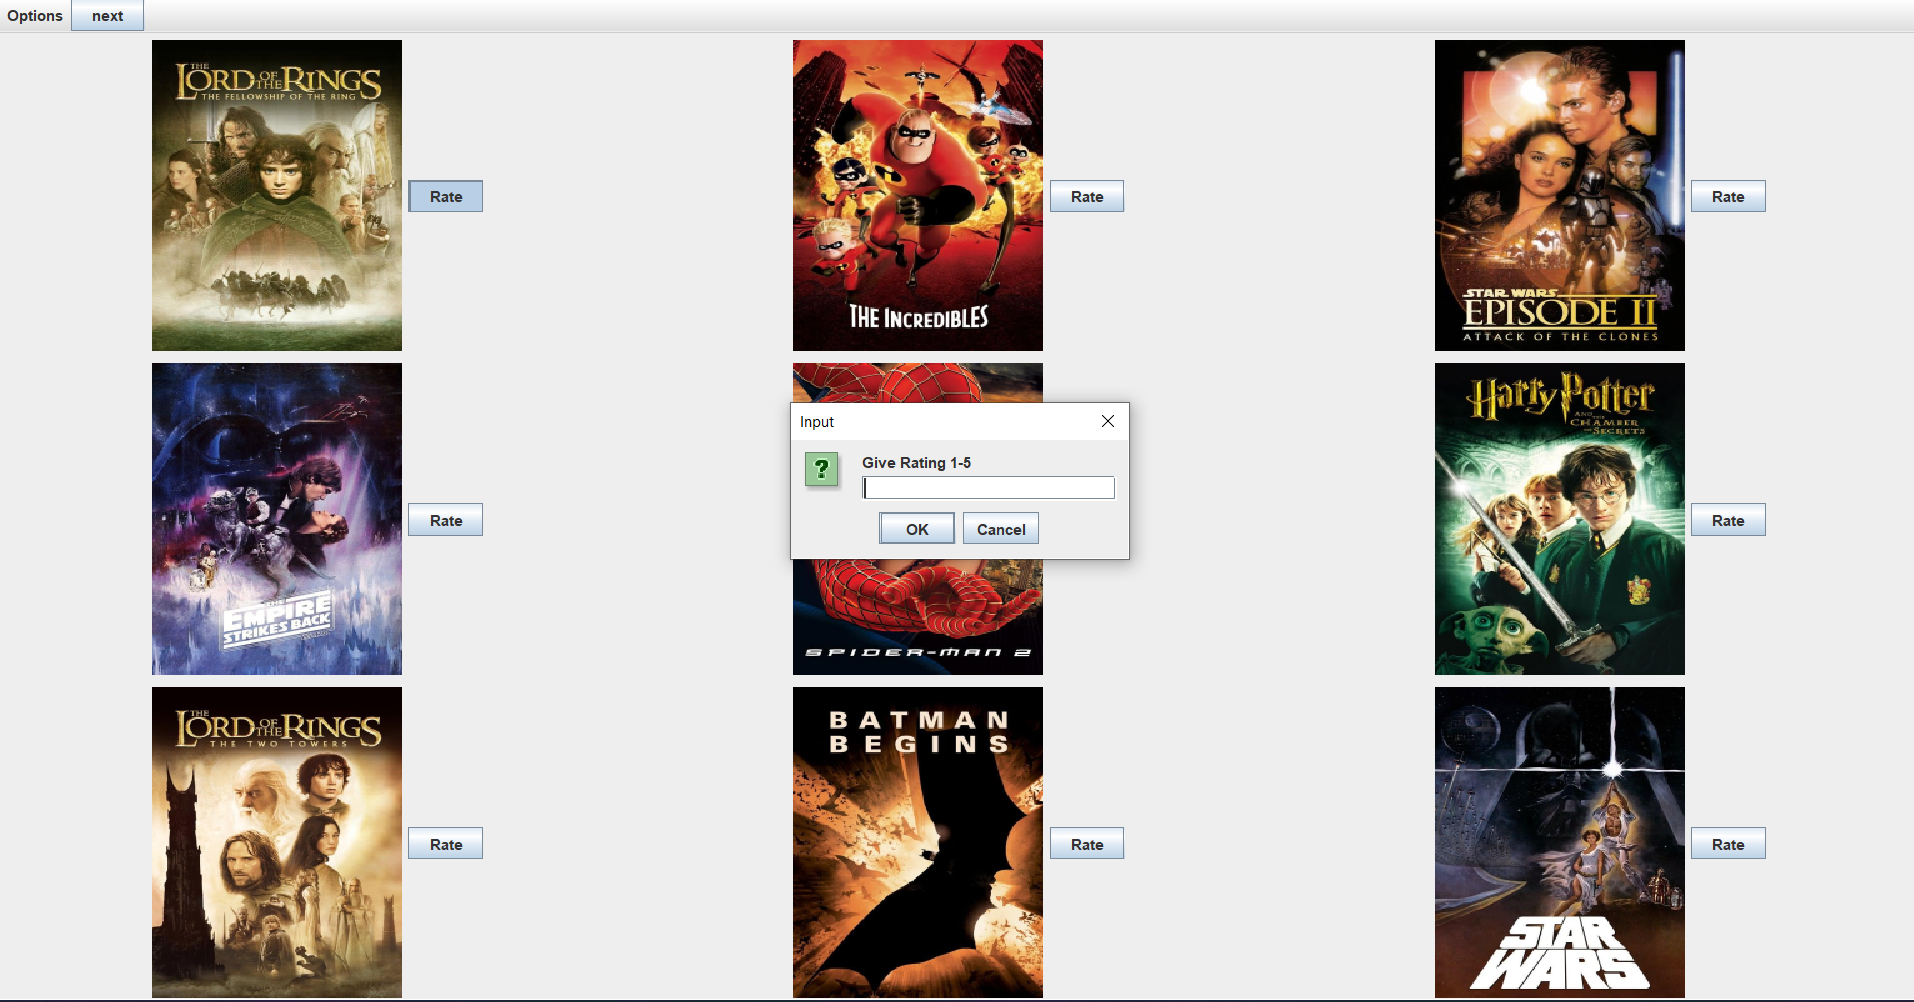 Options next
THE
LORD OF THE RINGS
THE FELLOWSHIP OF THE RING
Rate
THE INCREDIBLES
Rate
STAR WARS
EPISODE II
ATTACK OF THE CLONES
Rate
THE
EMPIRE
STRIKES BACK
Rate
Input
Give Rating 1-5
OK Cancel
SPIDER-MAN 2
Harry Potter
AND THE
CHAMBER
OF SECRETS
Rate
THE
LORD OF THE RINGS
THE TWO TOWERS
Rate
BATMAN
BEGINS
Rate
STAR
WARS
Rate